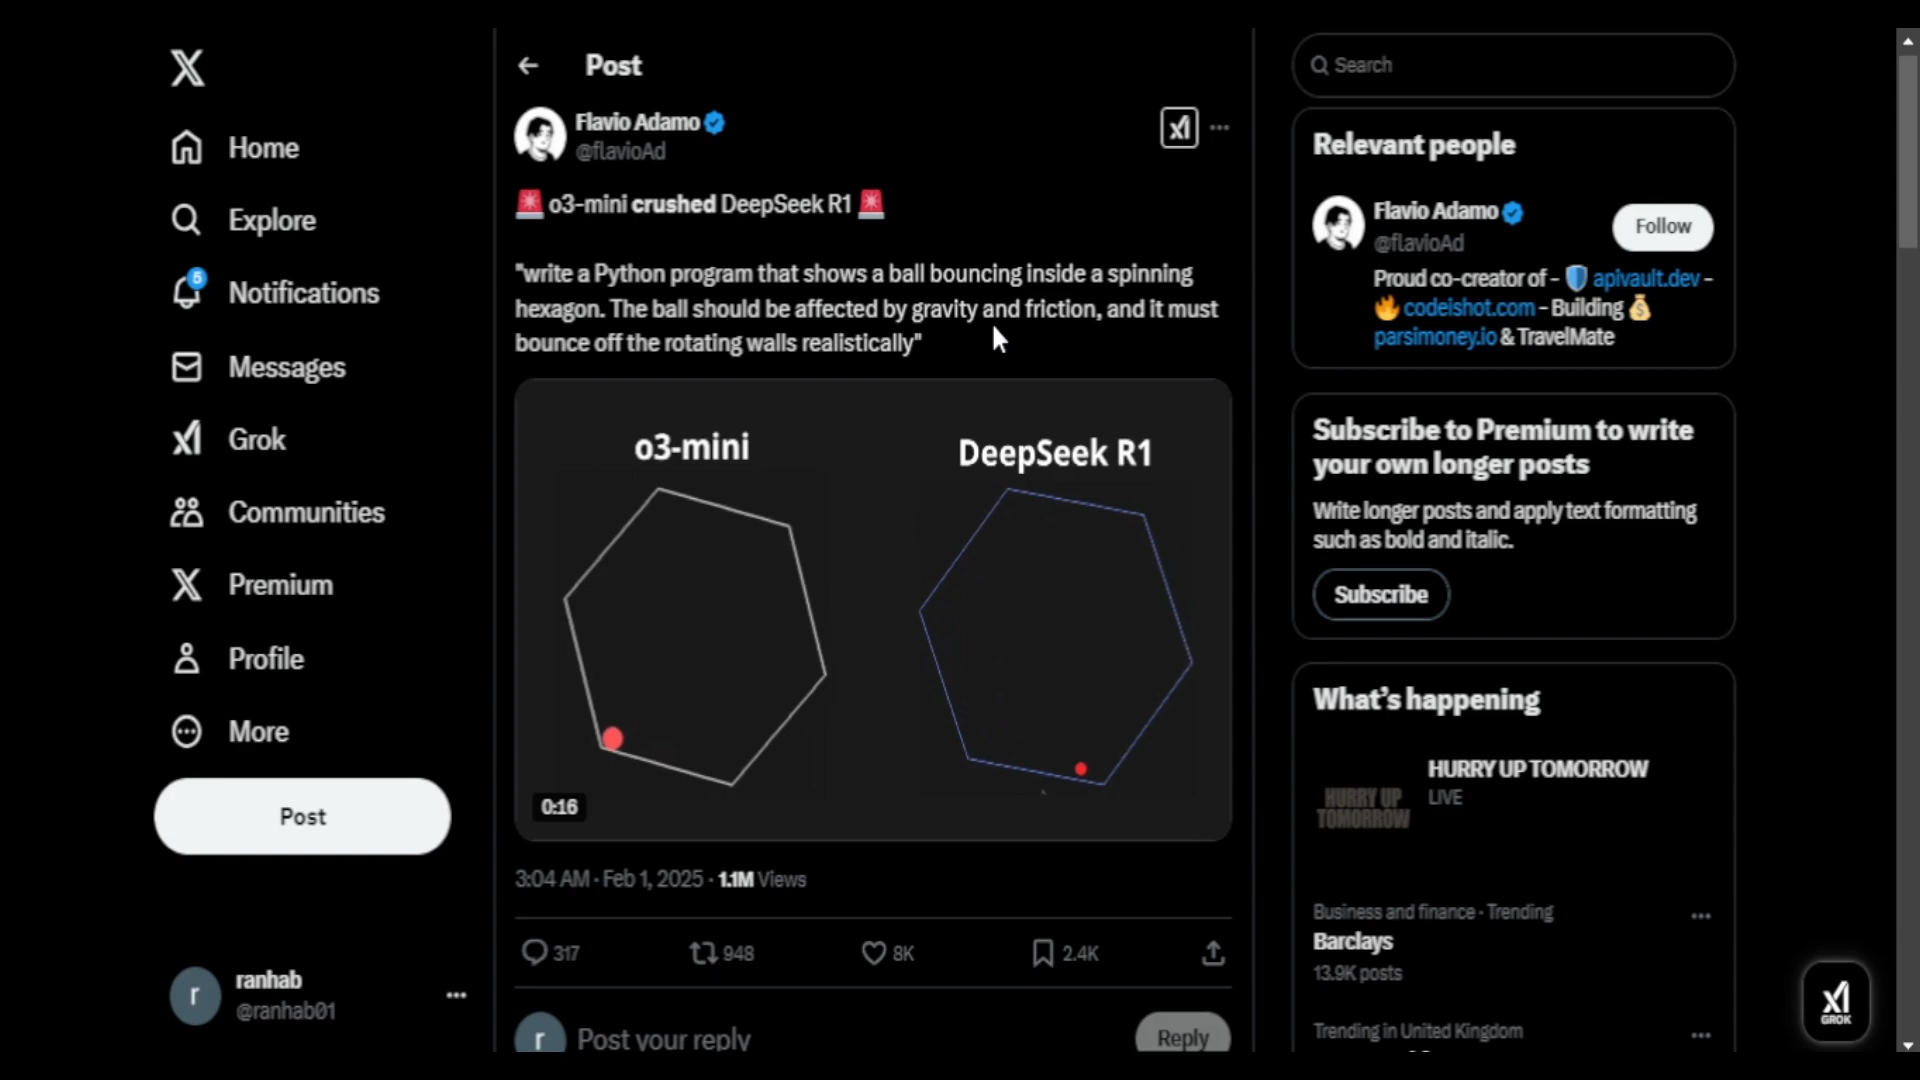 Home
Explore
5
Notifications
Messages
Grok
Communities
Premium
Profile
More
Post
r
ranhab
@ranhab01
Post
Flavio Adamo
@flavioAd
🚨 o3-mini crushed DeepSeek R1 🚨
"write a Python program that shows a ball bouncing inside a spinning
hexagon. The ball should be affected by gravity and friction, and it must
bounce off the rotating walls realistically"
o3-mini
DeepSeek R1
0:16
3:04 AM · Feb 1, 2025 · 1.1M Views
317
948
8K
2.4K
r
Post your reply
Reply
Search
Relevant people
Flavio Adamo
@flavioAd
Follow
Proud co-creator of - 🛡️ apivault.dev -
🔥 codeishot.com - Building 💰
parsimoney.io & TravelMate
Subscribe to Premium to write
your own longer posts
Write longer posts and apply text formatting
such as bold and italic.
Subscribe
What's happening
HURRY UP TOMORROW
LIVE
HURRY UP
TOMORROW
Business and finance · Trending
Barclays
13.9K posts
Trending in United Kingdom
GROK